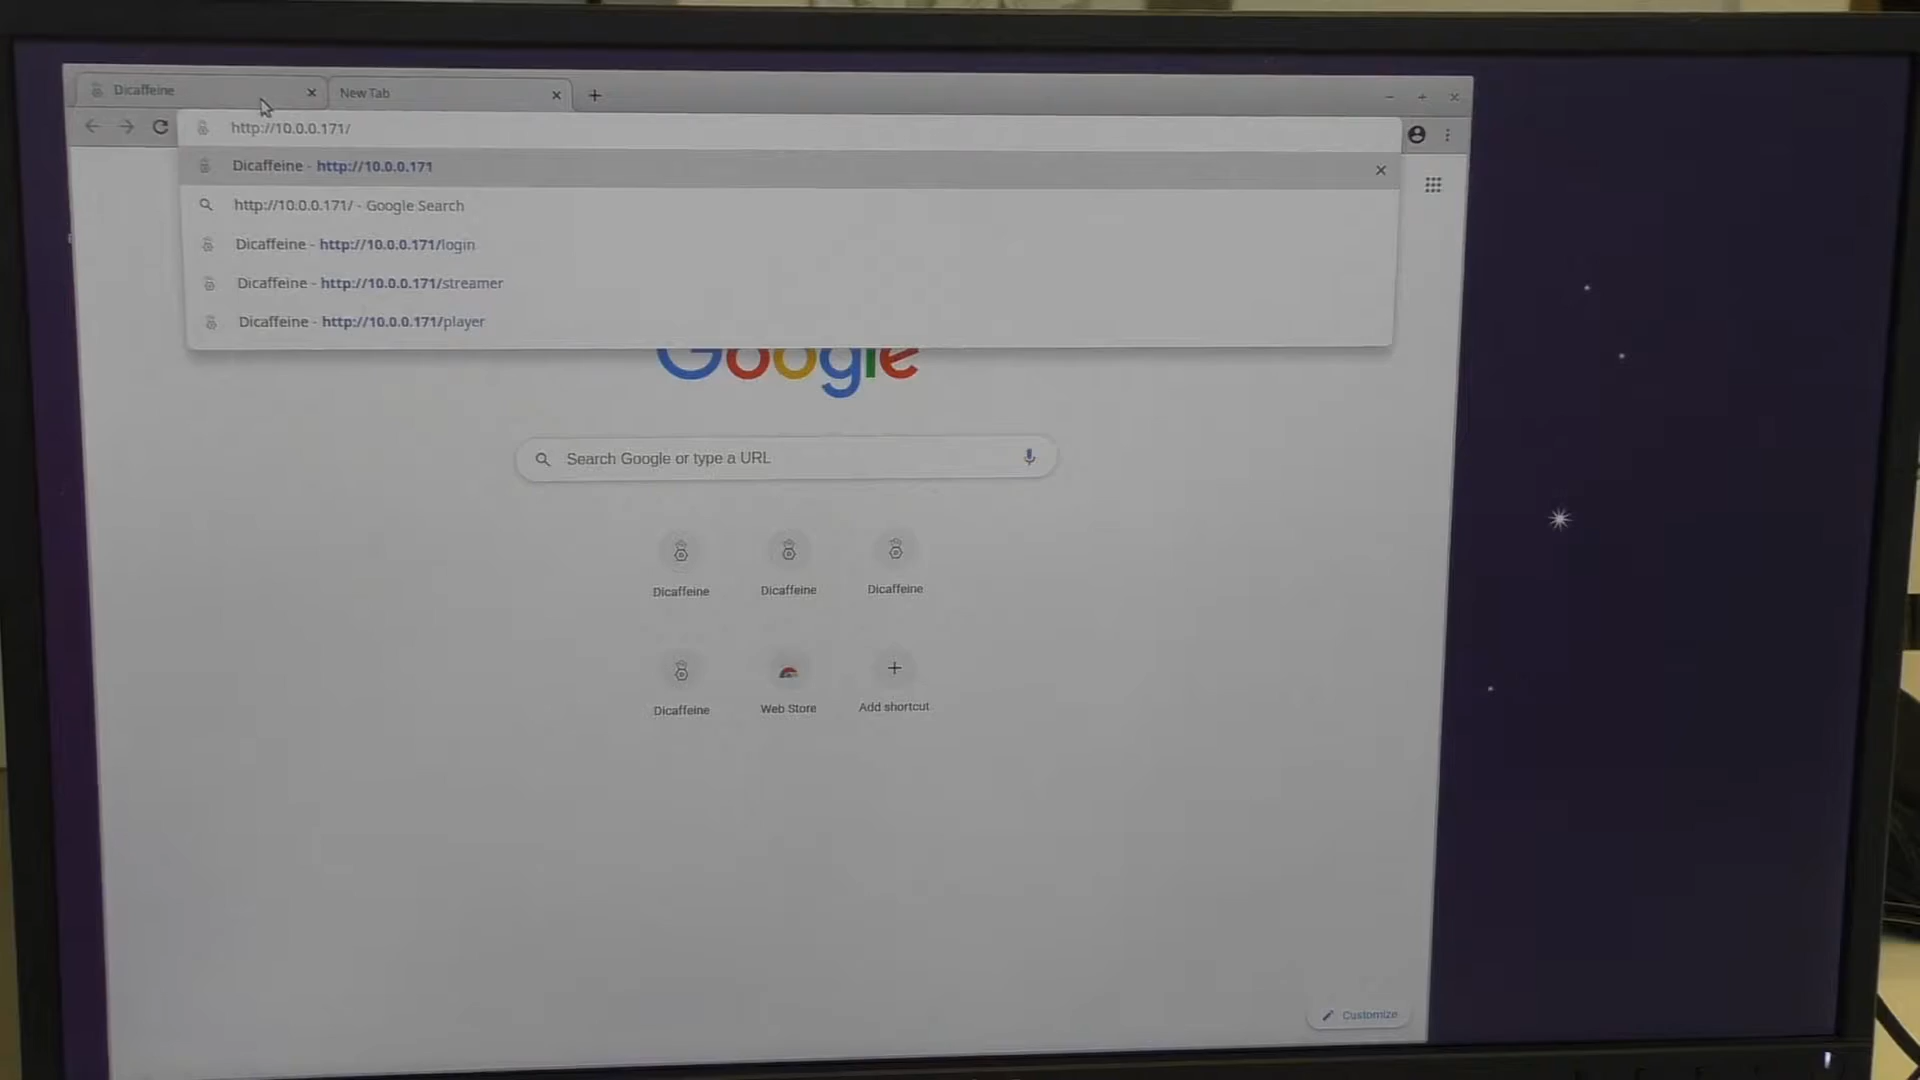 Dicaffeine
New Tab
http://10.0.0.171/
Dicaffeine - http://10.0.0.171
http://10.0.0.171/ - Google Search
Dicaffeine - http://10.0.0.171/login
Dicaffeine - http://10.0.0.171/streamer
Dicaffeine - http://10.0.0.171/player
Google
Search Google or type a URL
Dicaffeine
Dicaffeine
Dicaffeine
Dicaffeine
Web Store
Add shortcut
Customize